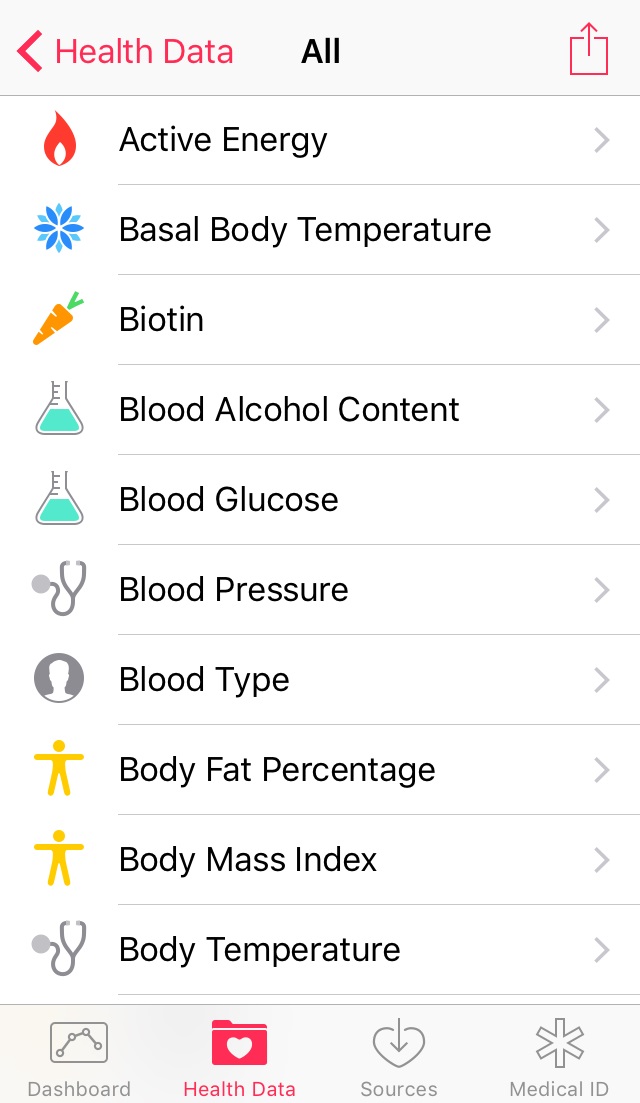 Health Data
All
Active Energy
Basal Body Temperature
Biotin
Blood Alcohol Content
Blood Glucose
Blood Pressure
Blood Type
Body Fat Percentage
Body Mass Index
Body Temperature
Dashboard
Health Data
Sources
Medical ID